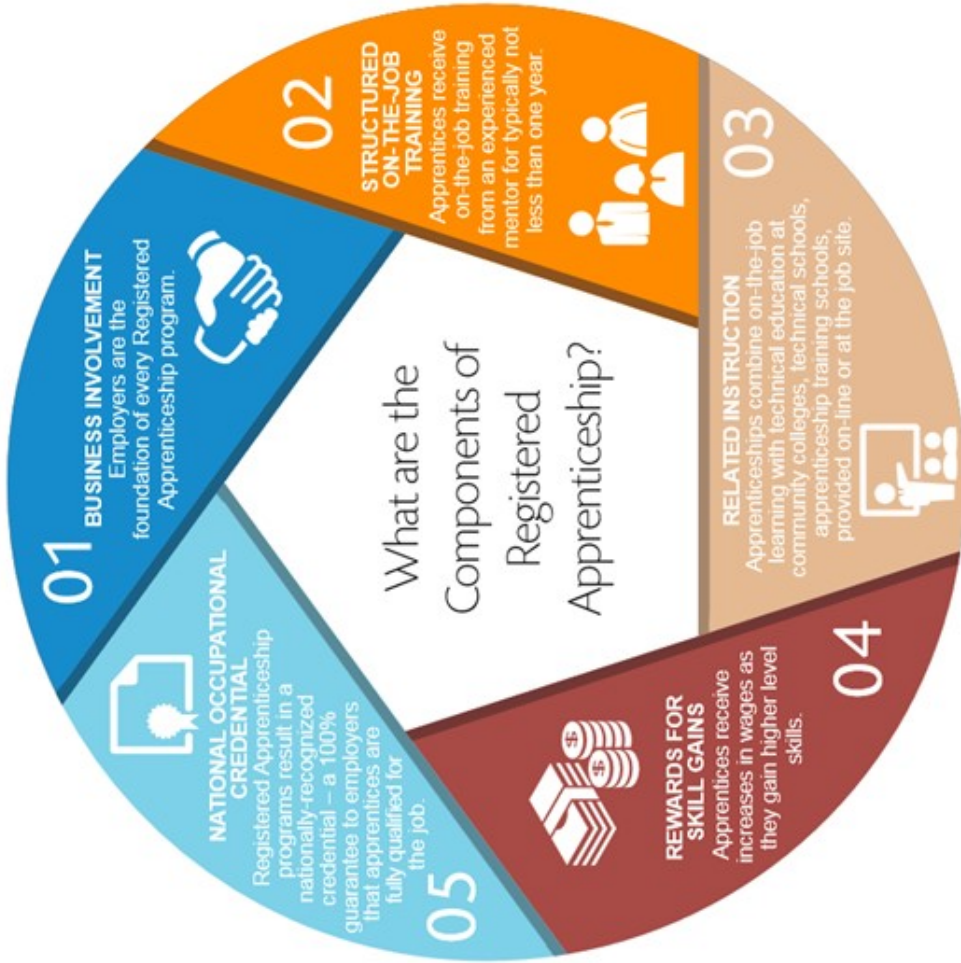 What are the
Components of
Registered
Apprenticeship?
01
BUSINESS INVOLVEMENT
Employers are the
foundation of every Registered
Apprenticeship program.
02
STRUCTURED
ON-THE-JOB
TRAINING
Apprentices receive
on-the-job training
from an experienced
mentor for typically not
less than one year.
03
RELATED INSTRUCTION
Apprenticeships combine on-the-job
learning with technical education at
community colleges, technical schools,
apprenticeship training schools,
provided on-line or at the job site.
04
REWARDS FOR
SKILL GAINS
Apprentices receive
increases in wages as
they gain higher level
skills.
$
$
05
NATIONAL OCCUPATIONAL
CREDENTIAL
Registered Apprenticeship
programs result in a
nationally-recognized
credential – a 100%
guarantee to employers
that apprentices are
fully qualified for
the job.